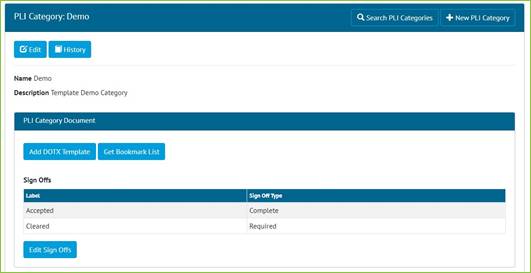 PLI Category: Demo
Search PLI Categories
New PLI Category
Edit
History
Name Demo
Description Template Demo Category
PLI Category Document
Add DOTX Template
Get Bookmark List
Sign Offs
Label Sign Off Type
Accepted Complete
Cleared Required
Edit Sign Offs